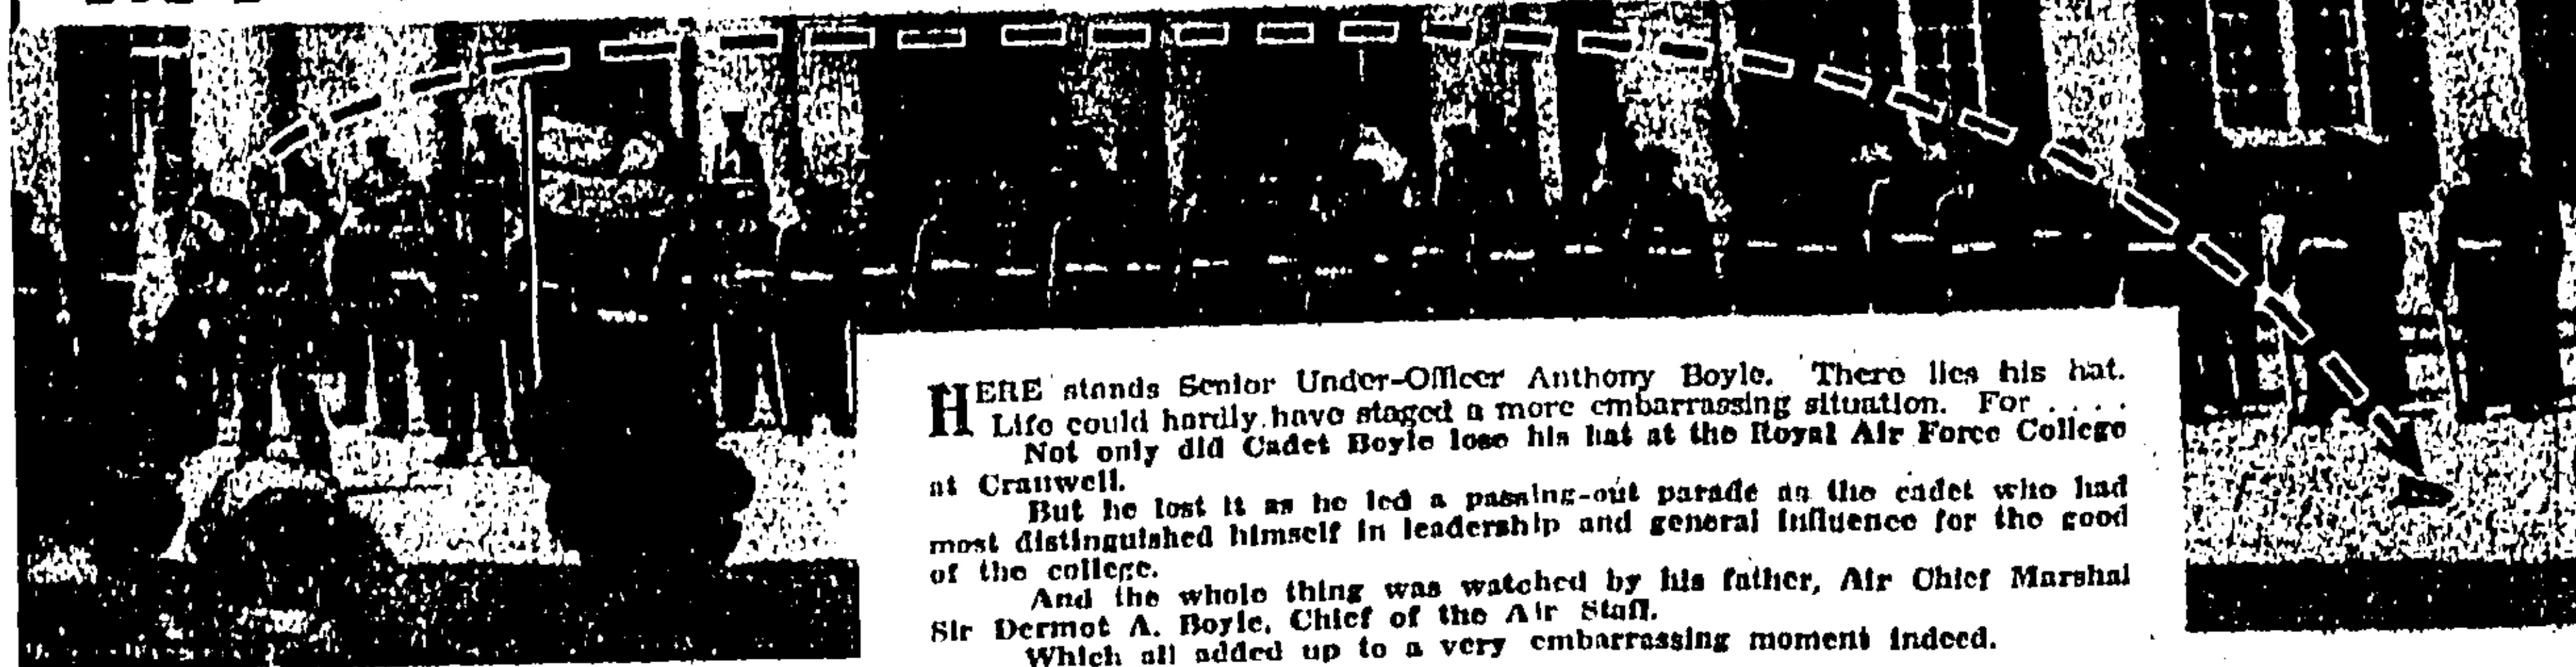 HERE stands Senior Under-Officer Anthony Boyle. There lies his hat.
Life could hardly have staged a more embarrassing situation. For . . . .
Not only did Cadet Boyle lose his hat at the Royal Air Force College
at Cranwell.
But he lost it as he led a passing-out parade as the cadet who had
most distinguished himself in leadership and general influence for the good
of the college.
And the whole thing was watched by his father, Air Chief Marshal
Sir Dermot A. Boyle, Chief of the Air Staff.
Which all added up to a very embarrassing moment indeed.